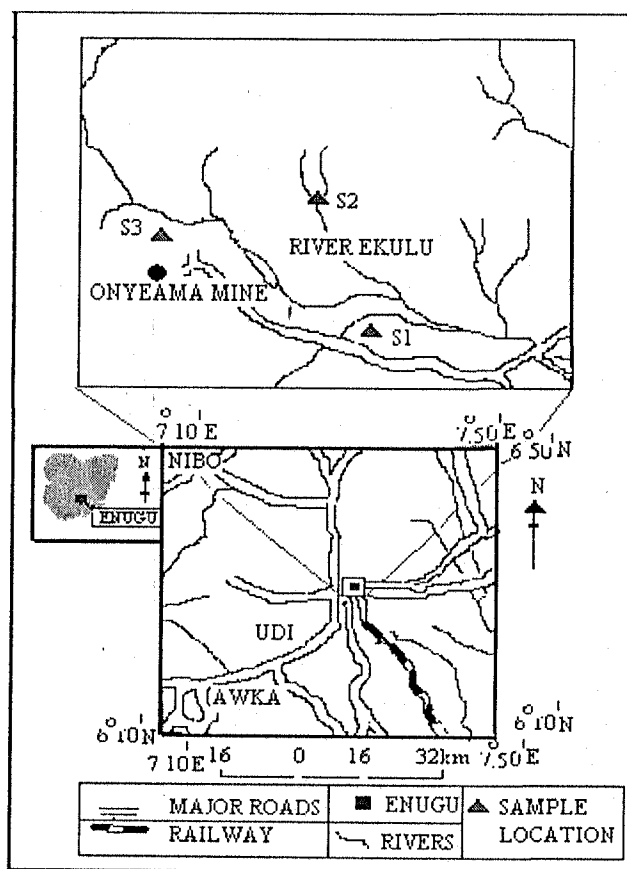 S2
S3
RIVER EKULU
ONYEAMA MINE
S1
7°10'E
7°50'E
6°50'N
NIBO
N
ENUGU
N
UDI
(AWKA
6°10'N
6°10'N
7°10'E
16 0 16 32km
7°50'E
MAJOR ROADS
RAILWAY
ENUGU
RIVERS
SAMPLE
LOCATION